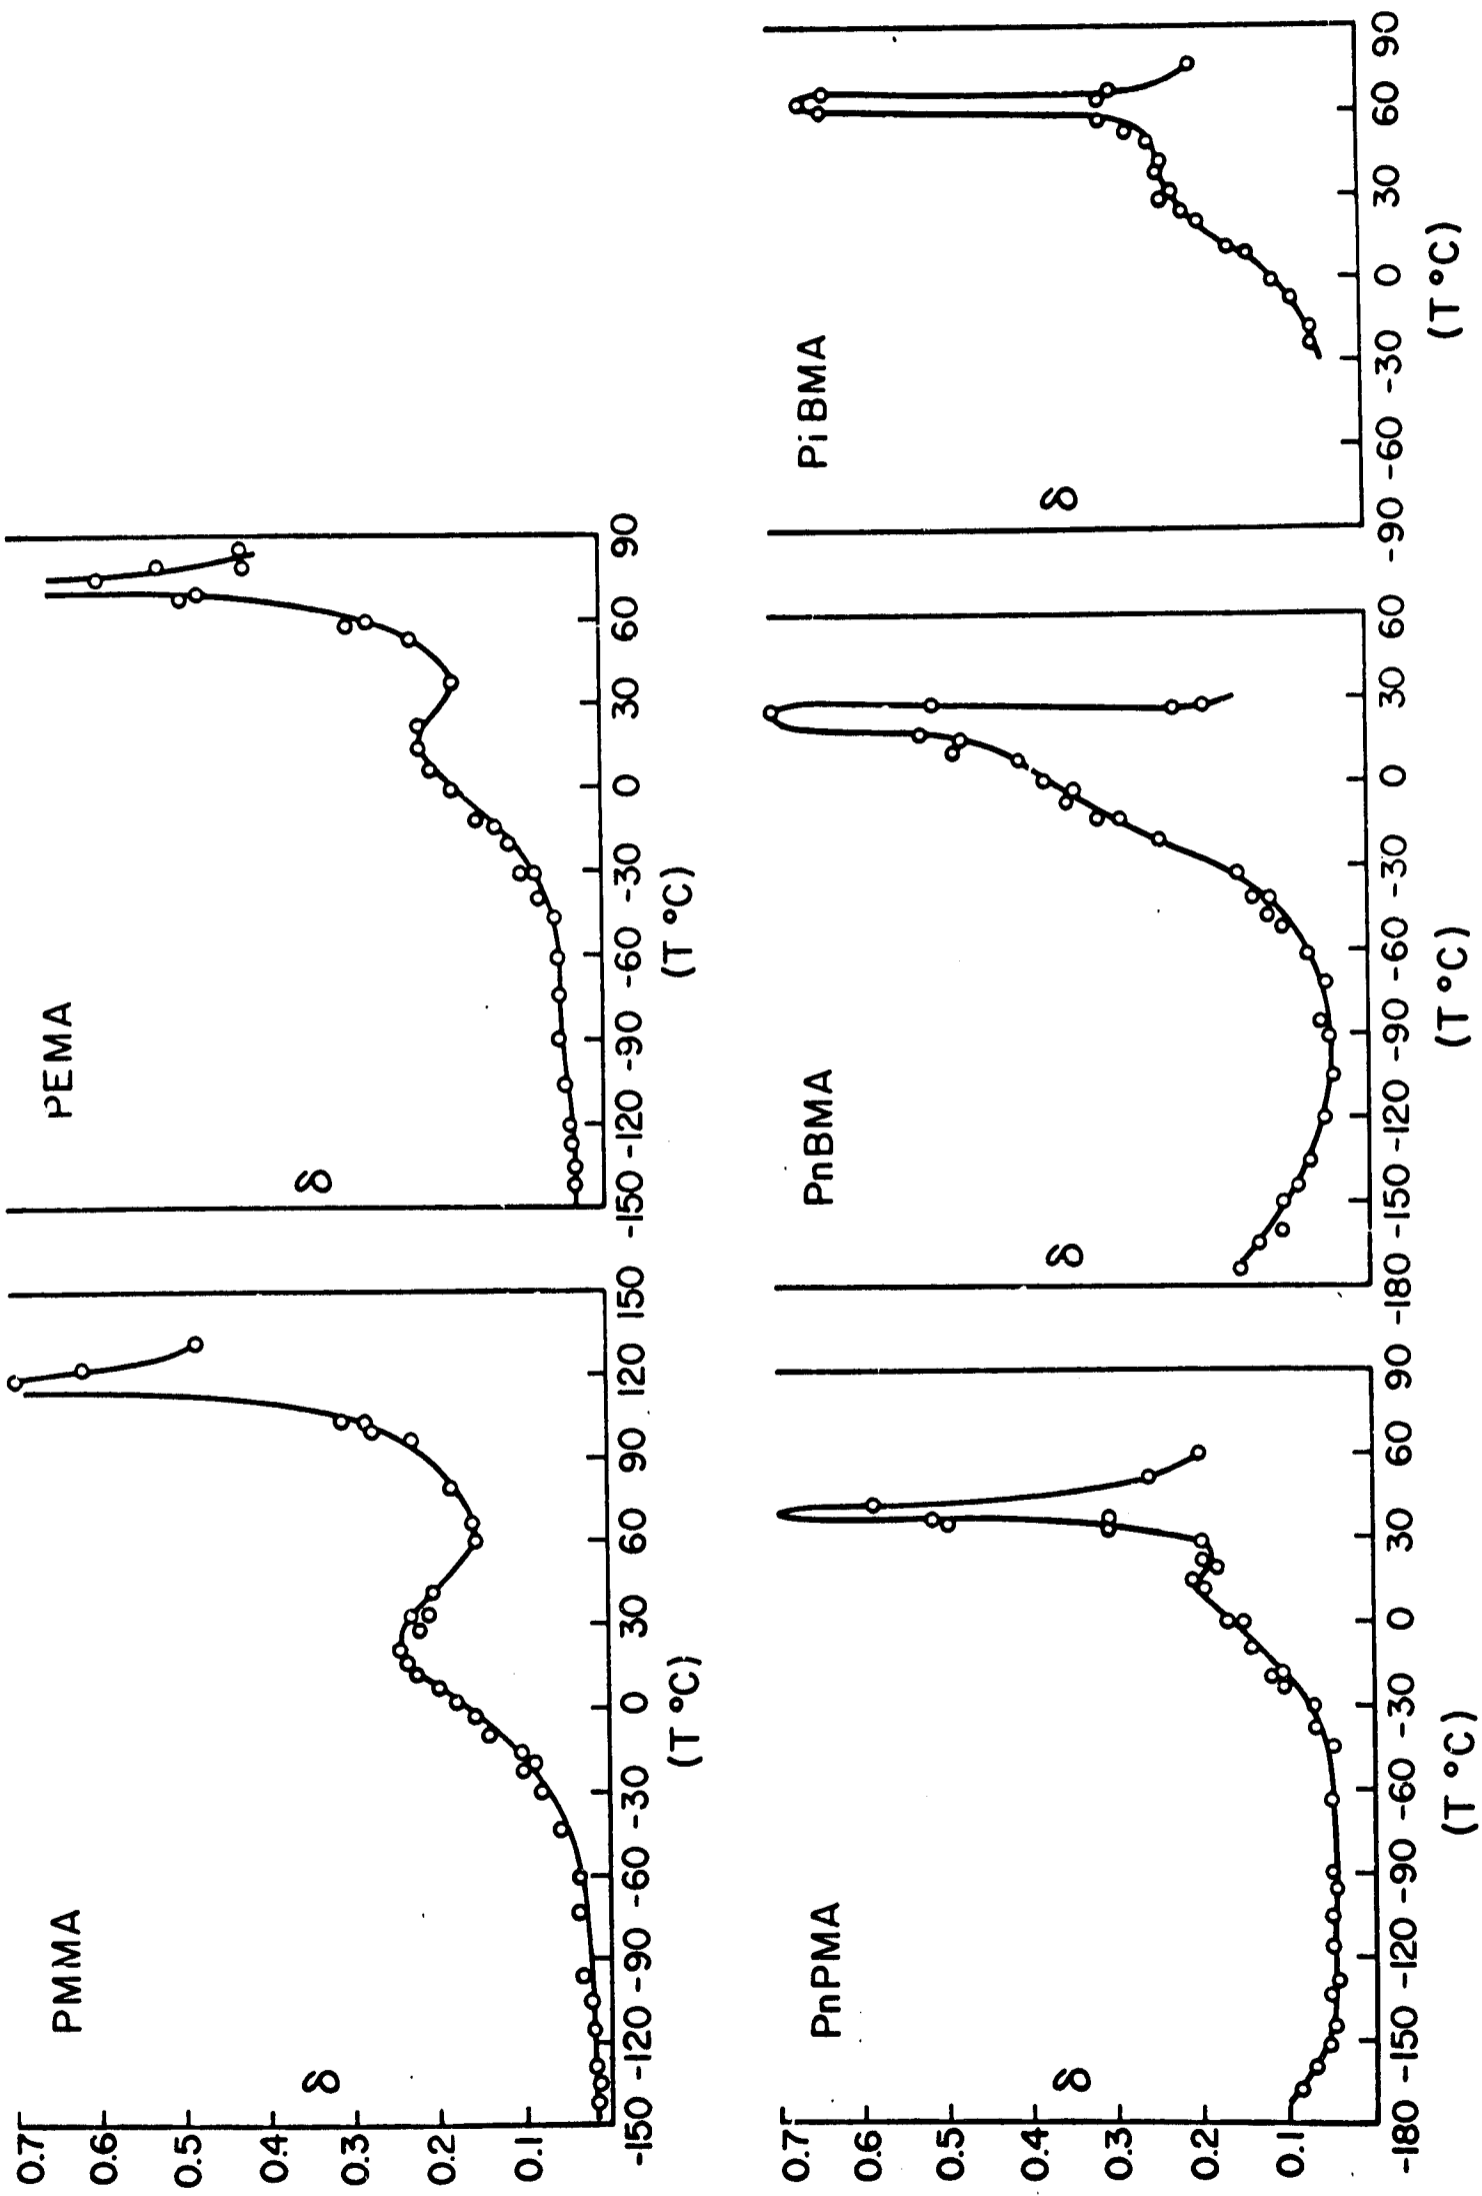 PMMA
δ
0.7
0.6
0.5
0.4
0.3
0.2
0.1
-150 -120 -90 -60 -30 0 30 60 90 120 150
(T °C)
PEMA
δ
-150 -120 -90 -60 -30 0 30 60 90
(T °C)
PnPMA
δ
0.7
0.6
0.5
0.4
0.3
0.2
0.1
-180 -150 -120 -90 -60 -30 0 30 60 90
(T °C)
PnBMA
δ
-180 -150 -120 -90 -60 -30 0 30 60
(T °C)
PiBMA
δ
-90 -60 -30 0 30 60 90
(T °C)